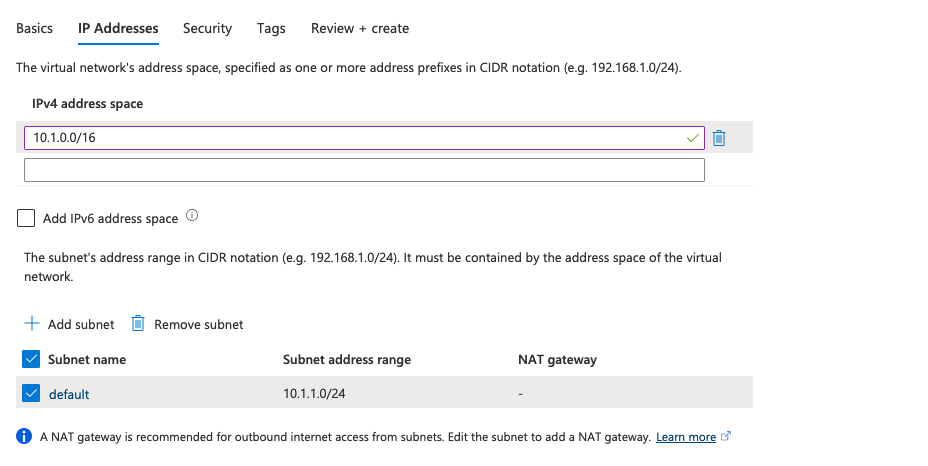 Basics IP Addresses Security Tags Review + create
The virtual network's address space, specified as one or more address prefixes in CIDR notation (e.g. 192.168.1.0/24).
IPv4 address space
10.1.0.0/16
Add IPv6 address space
The subnet's address range in CIDR notation (e.g. 192.168.1.0/24). It must be contained by the address space of the virtual
network.
Add subnet Remove subnet
Subnet name Subnet address range NAT gateway
default 10.1.1.0/24 -
A NAT gateway is recommended for outbound internet access from subnets. Edit the subnet to add a NAT gateway. Learn more